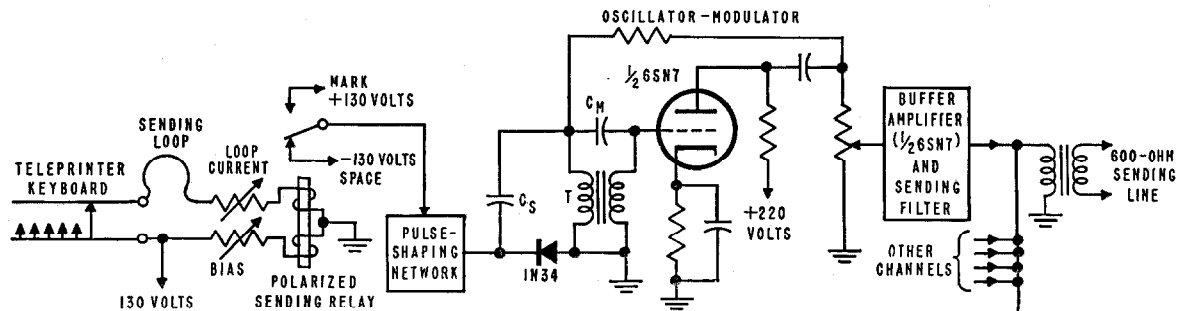 OSCILLATOR-MODULATOR
MARK
+130 VOLTS
½ 6SN7
SENDING
LOOP
LOOP
CURRENT
TELEPRINTER
KEYBOARD
-130 VOLTS
SPACE
C_M
BUFFER
AMPLIFIER
(½ 6SN7)
AND
SENDING
FILTER
600-OHM
SENDING
LINE
C_S
T
PULSE-
SHAPING
NETWORK
+220
VOLTS
BIAS
1N34
POLARIZED
SENDING RELAY
130 VOLTS
OTHER
CHANNELS